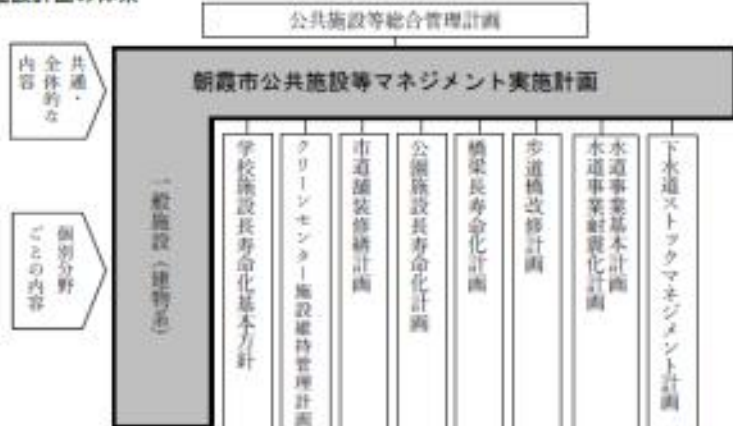 公共施設等総合管理計画
共通・
全体的な
内容
朝霞市公共施設等マネジメント実施計画
個別分野
ごとの内容
一般施設（建物系）
学校施設長寿命化基本方針
クリーンセンター施設維持管理計画
市道舗装修繕計画
公園施設長寿命化計画
橋梁長寿命化計画
歩道橋改修計画
水道事業基本計画
水道事業耐震化計画
下水道ストックマネジメント計画